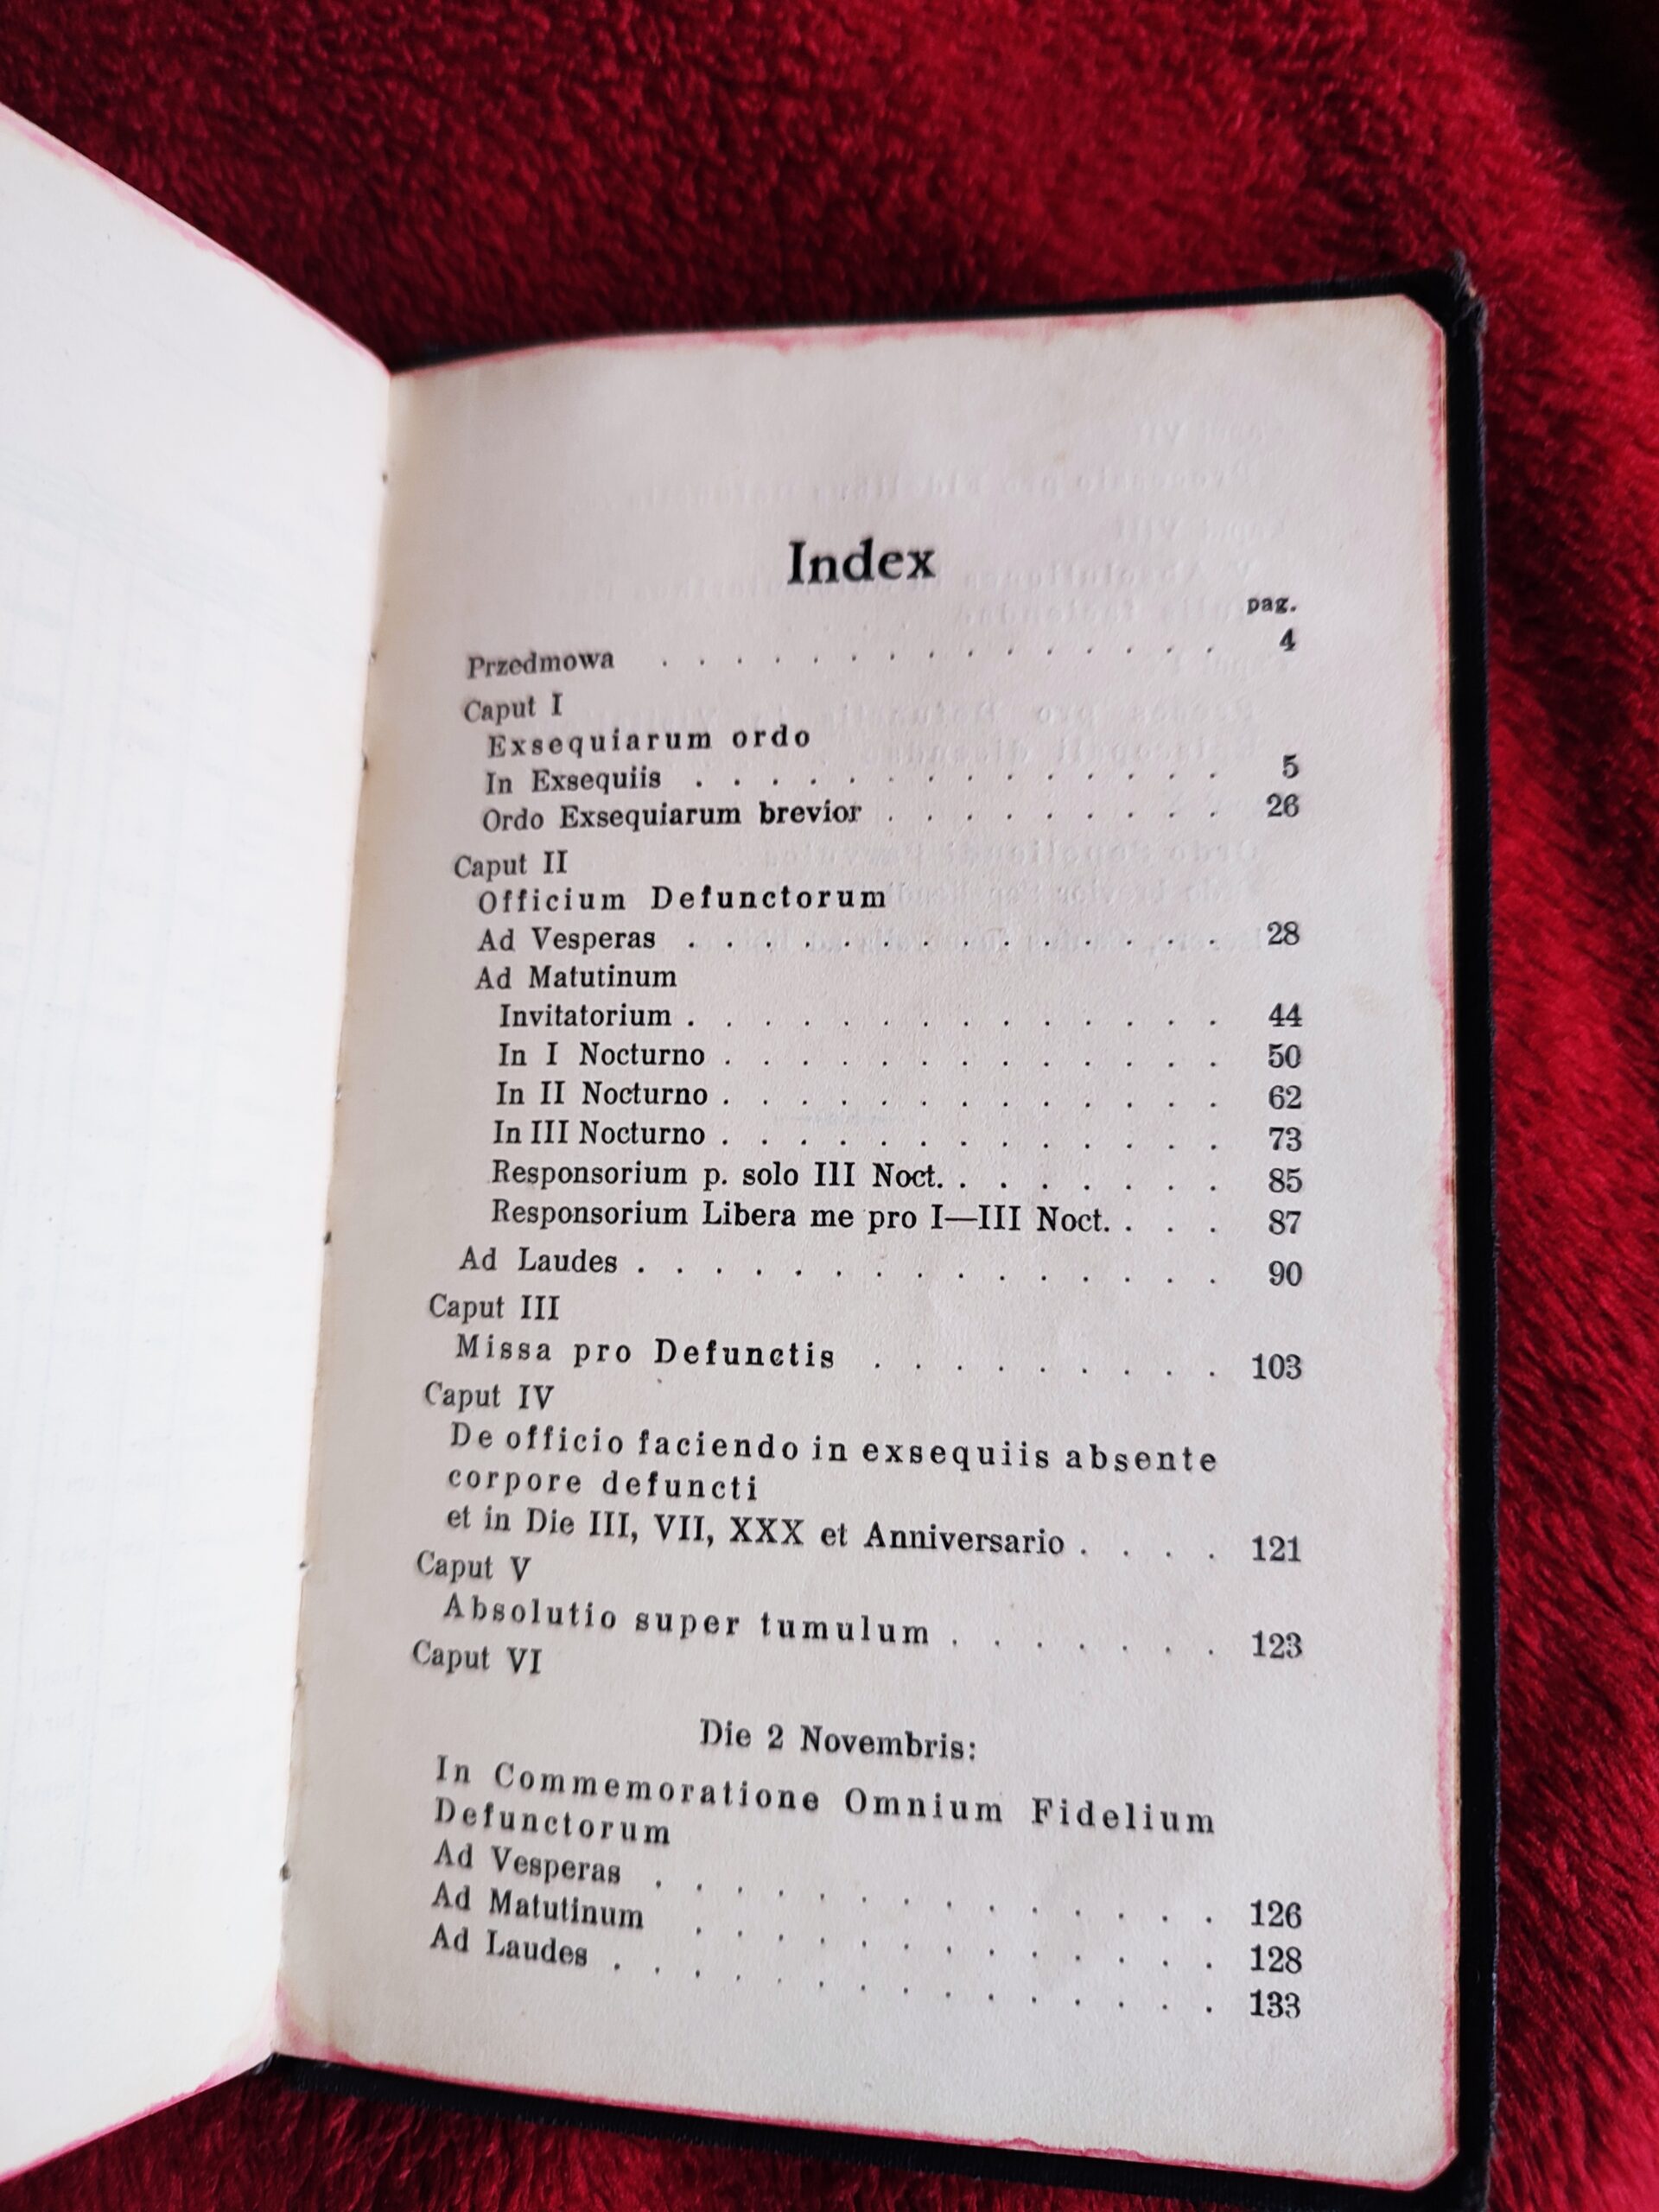 Index
pag.
Przedmowa . . . . . . . . . . . . . . . 4
Caput I
Exsequiarum ordo
In Exsequiis . . . . . . . . . . . . . . 5
Ordo Exsequiarum brevior . . . . . . . . . 26
Caput II
Officium Defunctorum
Ad Vesperas . . . . . . . . . . . . . . 28
Ad Matutinum
Invitatorium . . . . . . . . . . . . . . 44
In I Nocturno . . . . . . . . . . . . . 50
In II Nocturno . . . . . . . . . . . . . 62
In III Nocturno . . . . . . . . . . . . . 73
Responsorium p. solo III Noct. . . . . . . . 85
Responsorium Libera me pro I—III Noct. . . . 87
Ad Laudes . . . . . . . . . . . . . . . 90
Caput III
Missa pro Defunctis . . . . . . . . . 103
Caput IV
De officio faciendo in exsequiis absente
corpore defuncti
et in Die III, VII, XXX et Anniversario . . . . 121
Caput V
Absolutio super tumulum . . . . . . . 123
Caput VI
Die 2 Novembris:
In Commemoratione Omnium Fidelium
Defunctorum
Ad Vesperas . . . . . . . . . . . . . . 126
Ad Matutinum . . . . . . . . . . . . . 128
Ad Laudes . . . . . . . . . . . . . . . 133